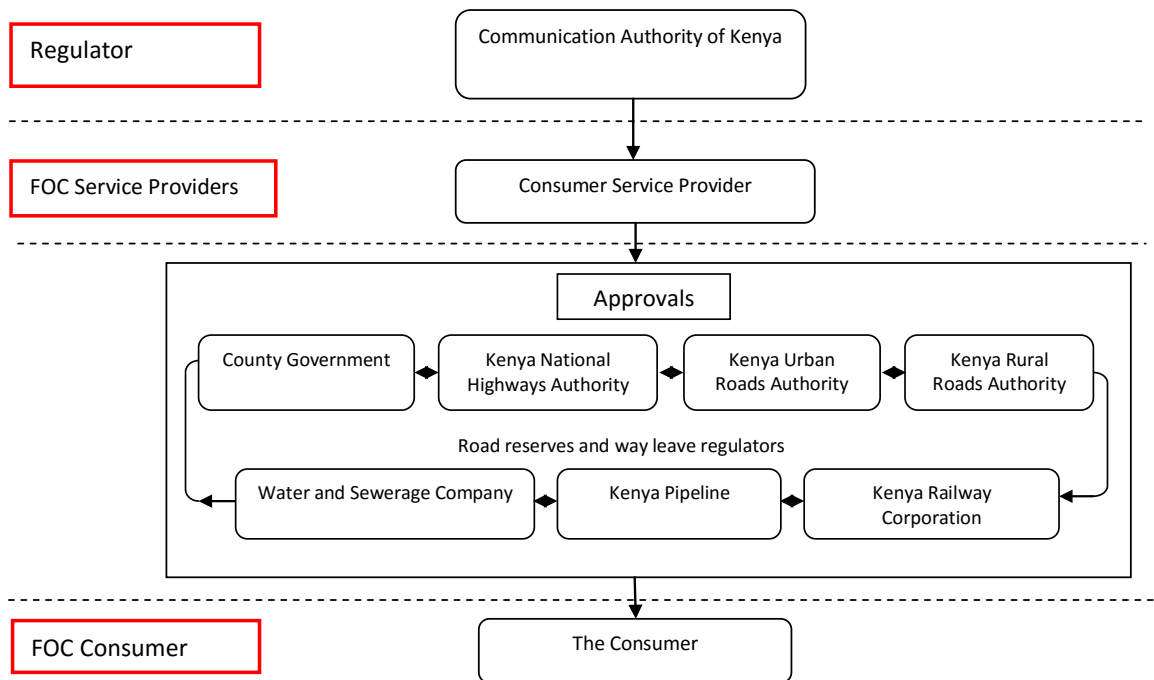 Regulator
Communication Authority of Kenya
FOC Service Providers
Consumer Service Provider
Approvals
County Government
Kenya National
Highways Authority
Kenya Urban
Roads Authority
Kenya Rural
Roads Authority
Road reserves and way leave regulators
Water and Sewerage Company
Kenya Pipeline
Kenya Railway
Corporation
FOC Consumer
The Consumer